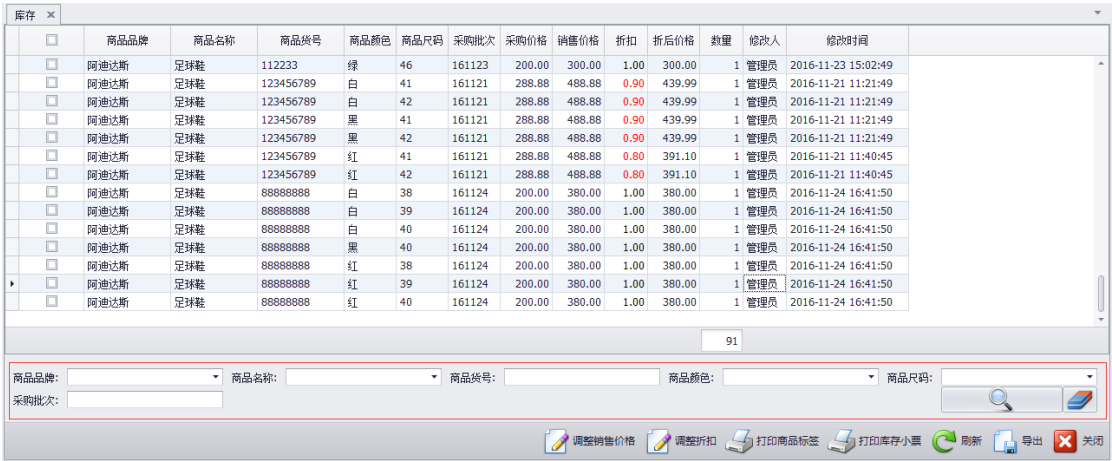 库存
商品品牌 商品名称 商品货号 商品颜色 商品尺码 采购批次 采购价格 销售价格 折扣 折后价格 数量 修改人 修改时间
阿迪达斯 足球鞋 112233 绿 46 161123 200.00 300.00 1.00 300.00 1 管理员 2016-11-23 15:02:49
阿迪达斯 足球鞋 123456789 白 41 161121 288.88 488.88 0.90 439.99 1 管理员 2016-11-21 11:21:49
阿迪达斯 足球鞋 123456789 白 42 161121 288.88 488.88 0.90 439.99 1 管理员 2016-11-21 11:21:49
阿迪达斯 足球鞋 123456789 黑 41 161121 288.88 488.88 0.90 439.99 1 管理员 2016-11-21 11:21:49
阿迪达斯 足球鞋 123456789 黑 42 161121 288.88 488.88 0.90 439.99 1 管理员 2016-11-21 11:21:49
阿迪达斯 足球鞋 123456789 红 41 161121 288.88 488.88 0.80 391.10 1 管理员 2016-11-21 11:40:45
阿迪达斯 足球鞋 123456789 红 42 161121 288.88 488.88 0.80 391.10 1 管理员 2016-11-21 11:40:45
阿迪达斯 足球鞋 88888888 白 38 161124 200.00 380.00 1.00 380.00 1 管理员 2016-11-24 16:41:50
阿迪达斯 足球鞋 88888888 白 39 161124 200.00 380.00 1.00 380.00 1 管理员 2016-11-24 16:41:50
阿迪达斯 足球鞋 88888888 白 40 161124 200.00 380.00 1.00 380.00 1 管理员 2016-11-24 16:41:50
阿迪达斯 足球鞋 88888888 黑 40 161124 200.00 380.00 1.00 380.00 1 管理员 2016-11-24 16:41:50
阿迪达斯 足球鞋 88888888 红 38 161124 200.00 380.00 1.00 380.00 1 管理员 2016-11-24 16:41:50
阿迪达斯 足球鞋 88888888 红 39 161124 200.00 380.00 1.00 380.00 1 管理员 2016-11-24 16:41:50
阿迪达斯 足球鞋 88888888 红 40 161124 200.00 380.00 1.00 380.00 1 管理员 2016-11-24 16:41:50
91
商品品牌: 商品名称: 商品货号: 商品颜色: 商品尺码:
采购批次:
调整销售价格 调整折扣 打印商品标签 打印库存小票 刷新 导出 关闭